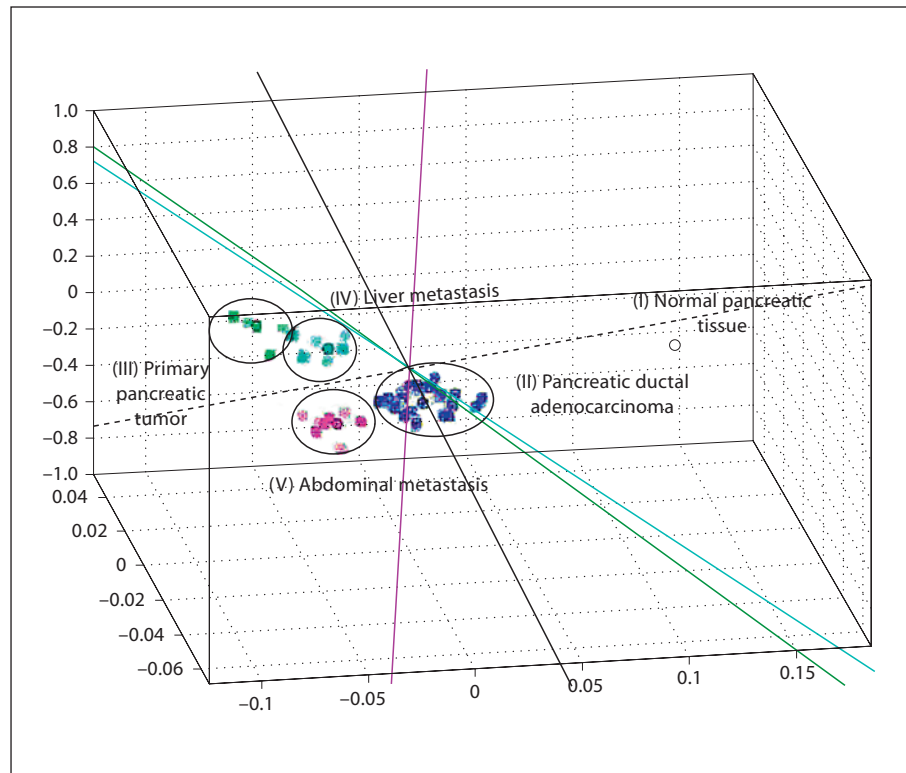 1.0
0.8
0.6
0.4
0.2
0
−0.2
−0.4
−0.6
−0.8
−1.0
0.04
0.02
0
−0.02
−0.04
−0.06
−0.1
−0.05
0
0.05
0.1
0.15
(IV) Liver metastasis
(I) Normal pancreatic
tissue
(III) Primary
pancreatic
tumor
(II) Pancreatic ductal
adenocarcinoma
(V) Abdominal metastasis